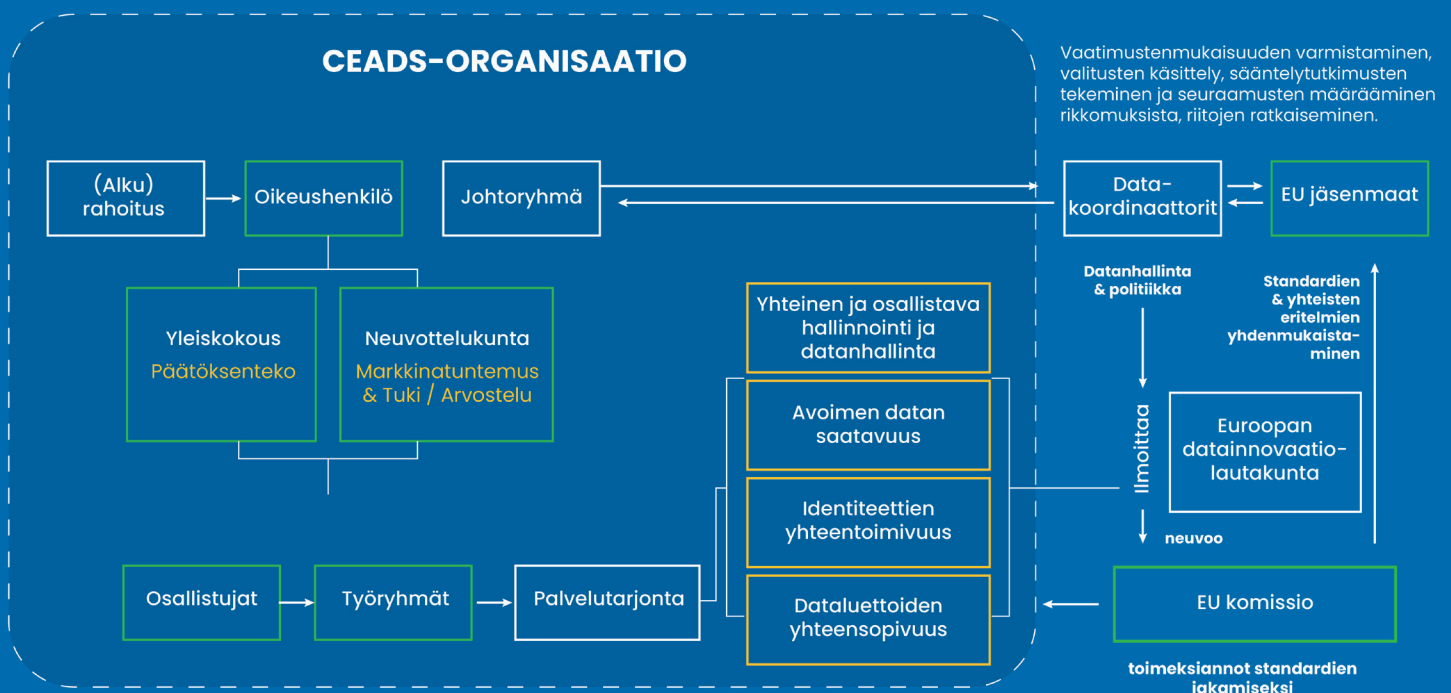 CEADS-ORGANISAATIO
Vaatimustenmukaisuuden varmistaminen,
valitusten käsittely, sääntelytutkimusten
tekeminen ja seuraamusten määrääminen
rikkomuksista, riitojen ratkaiseminen.
(Alku)
rahoitus
Oikeushenkilö
Johtoryhmä
Data-
koordinaattorit
EU jäsenmaat
Yleiskokous
Päätöksenteko
Neuvottelukunta
Markkinatuntemus
& Tuki / Arvostelu
Yhteinen ja osallistava
hallinnointi ja
datanhallinta
Avoimen datan
saatavuus
Identiteettien
yhteentoimivuus
Dataluettoiden
yhteensopivuus
Datanhallinta
& politiikka
Standardien
& yhteisten
eritelmien
yhdenmukaista-
minen
Ilmoittaa
Euroopan
datainnovaatio-
lautakunta
neuvoo
Osallistujat
Työryhmät
Palvelutarjonta
EU komissio
toimeksiannot standardien
jakamiseksi